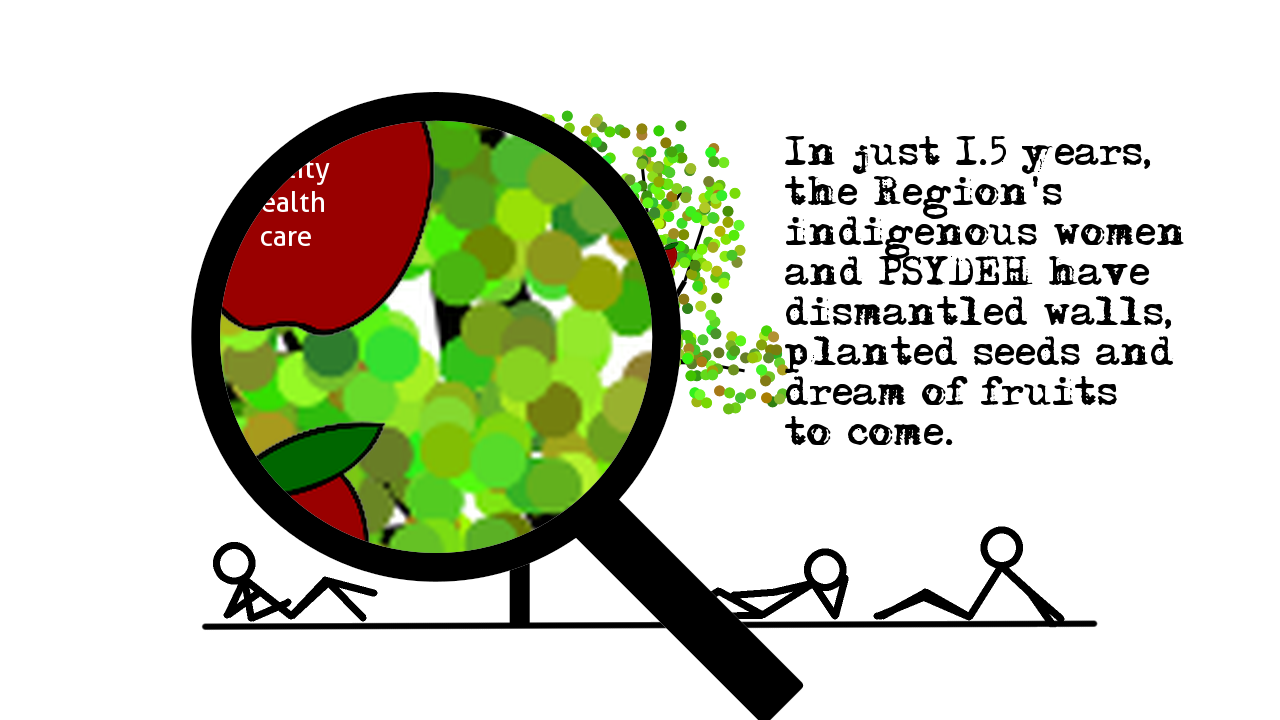 care
In just 1.5 years,
the Region's
indigenous women
and PSYDEH have
dismantled walls,
planted seeds and
dream of fruits
to come.